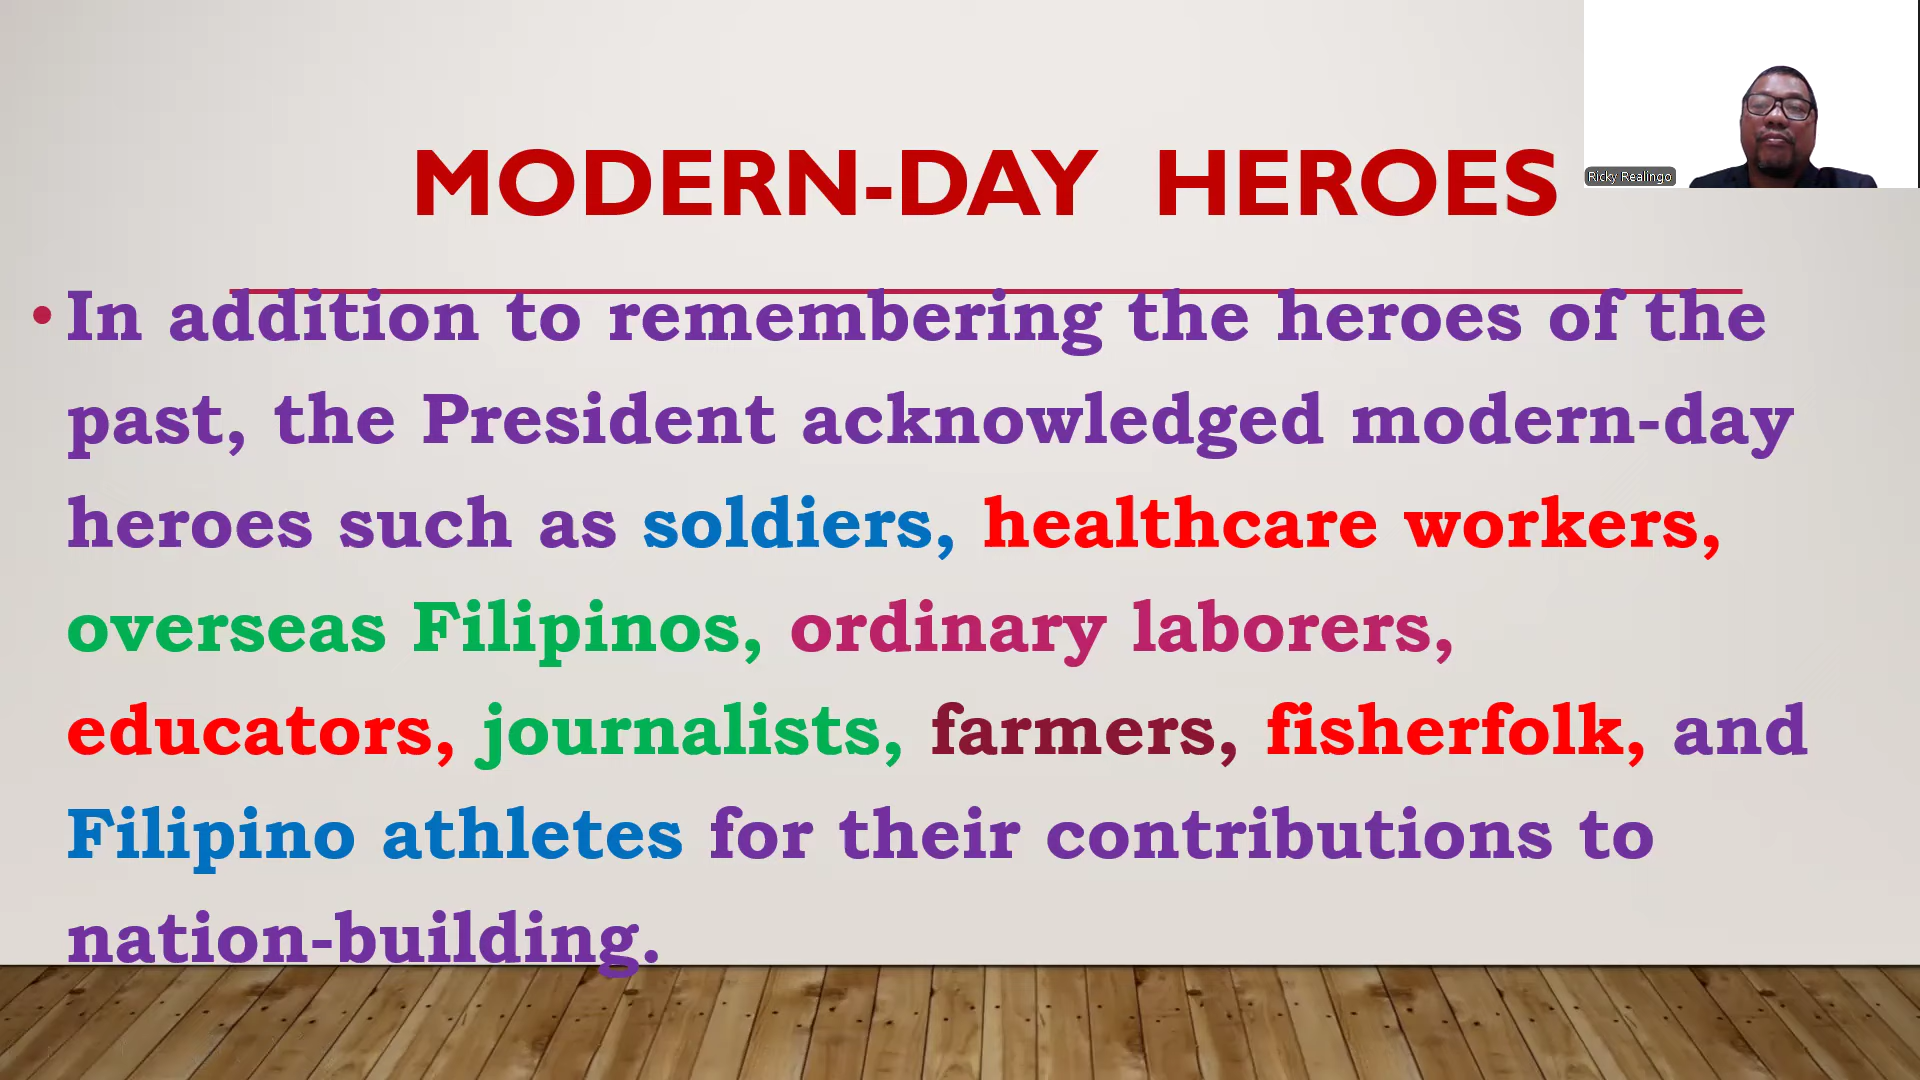 MODERN-DAY HEROES
Ricky Realingo
• In addition to remembering the heroes of the
past, the President acknowledged modern-day
heroes such as soldiers, healthcare workers,
overseas Filipinos, ordinary laborers,
educators, journalists, farmers, fisherfolk, and
Filipino athletes for their contributions to
nation-building.